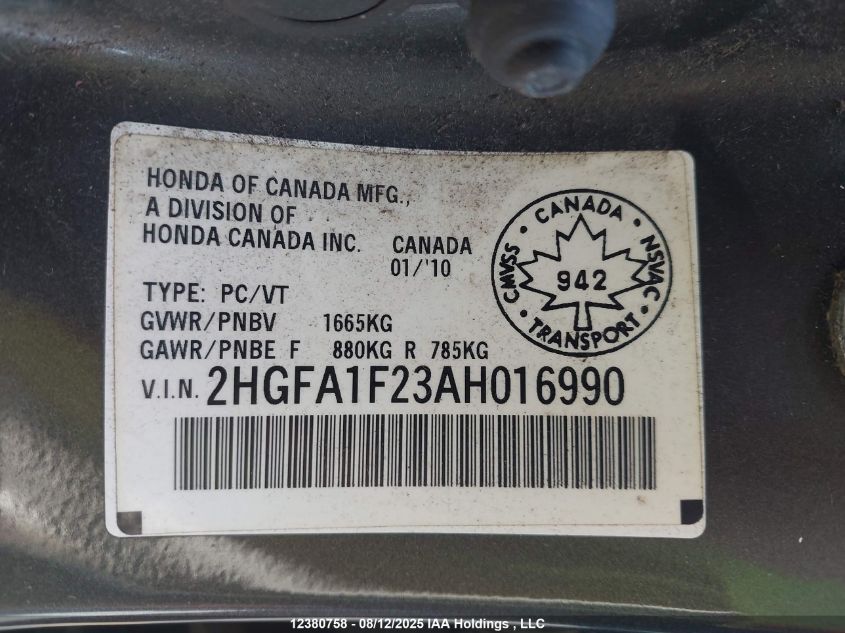 HONDA OF CANADA MFG.,
A DIVISION OF
HONDA CANADA INC. CANADA
01/'10
TYPE: PC/VT
GVWR/PNBV 1665KG
GAWR/PNBE F 880KG R 785KG
V.I.N. 2HGFA1F23AH016990
CANADA
CMVSS
NSVAC
942
TRANSPORT
12380758 - 08/12/2025 IAA Holdings , LLC